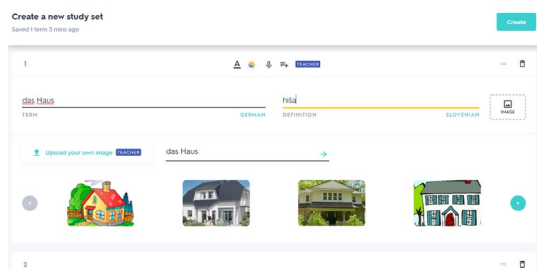 Create a new study set
Saved 1 term 3 mins ago
Create
1
A
TEACHER
das Haus
hiša
TERM
GERMAN
DEFINITION
SLOVENIAN
IMAGE
Upload your own image TEACHER
das Haus
2